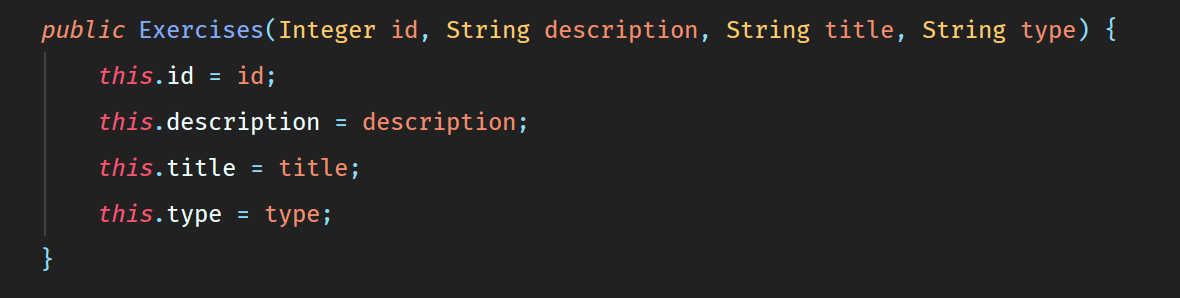 public Exercises(Integer id, String description, String title, String type) {
this.id = id;
this.description = description;
this.title = title;
this.type = type;
}